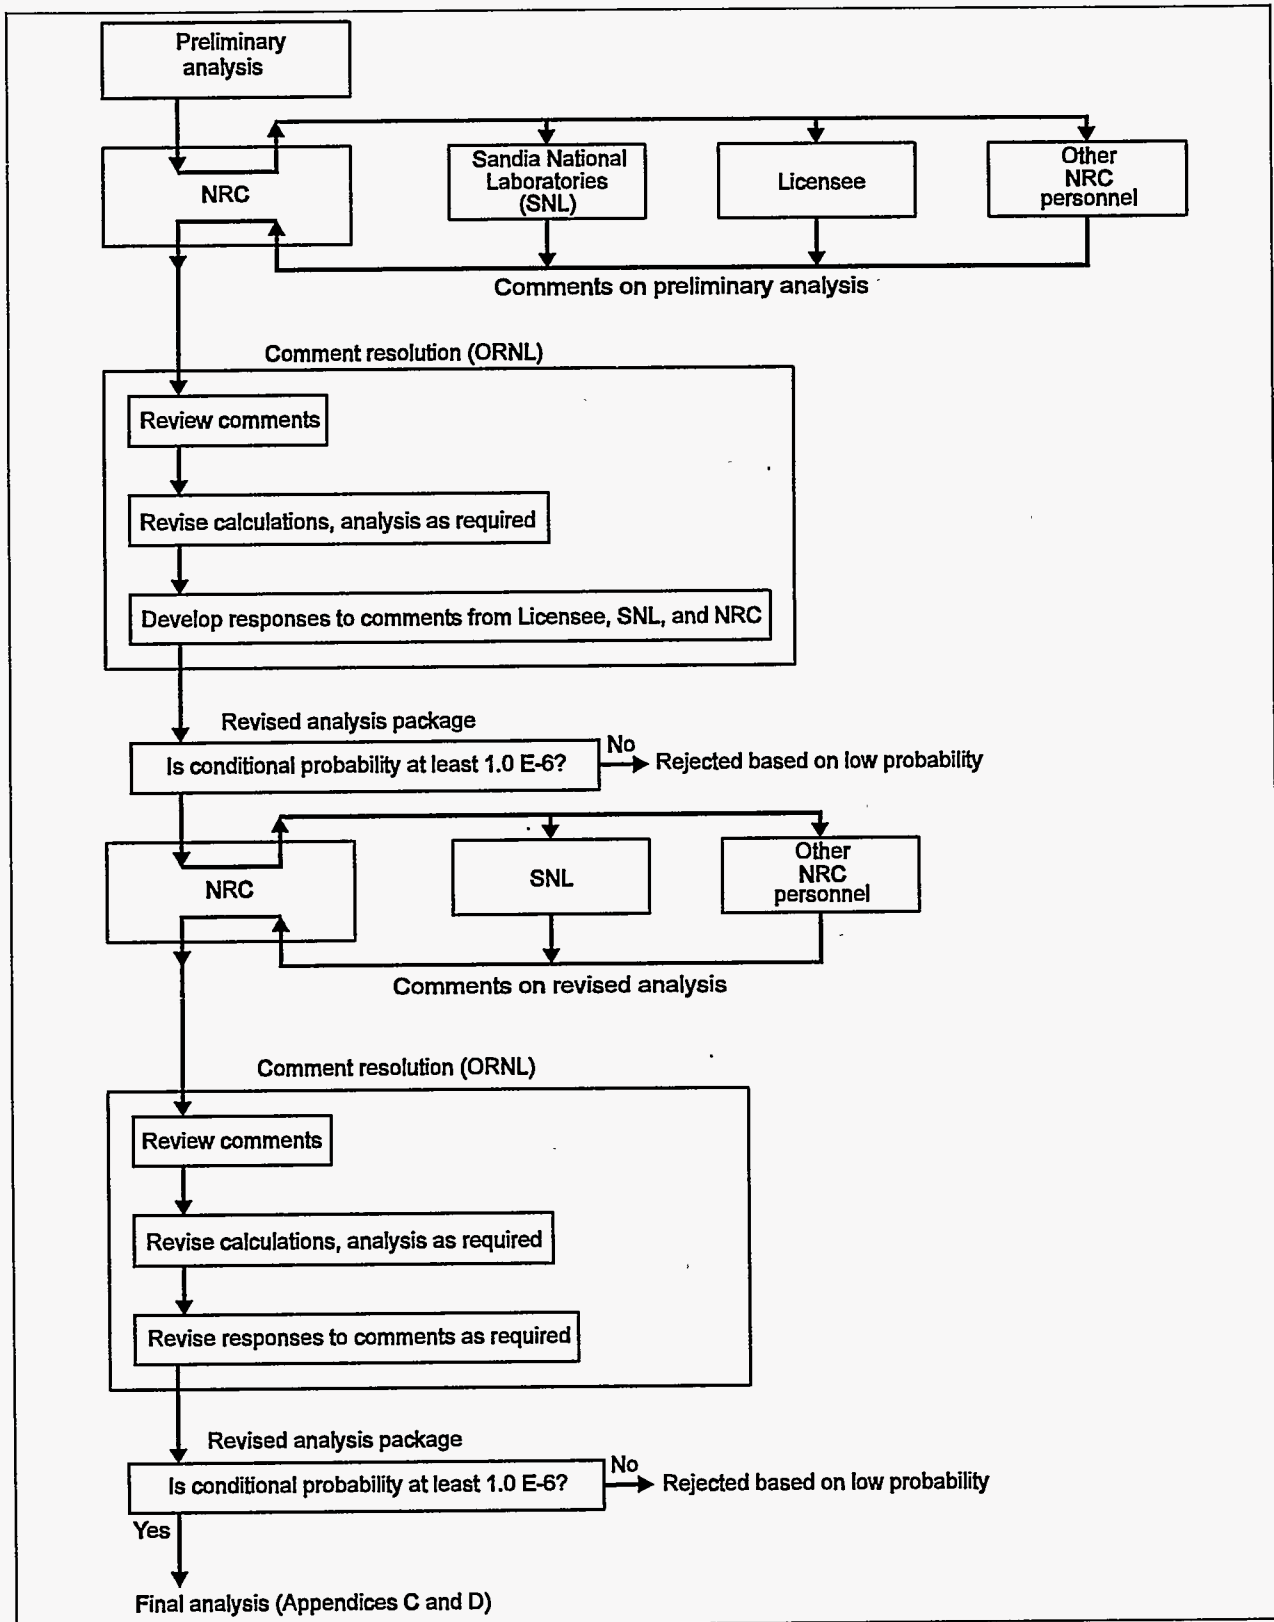 Preliminary
analysis
NRC
Sandia National
Laboratories
(SNL)
Licensee
Other
NRC
personnel
Comments on preliminary analysis
Comment resolution (ORNL)
Review comments
Revise calculations, analysis as required
Develop responses to comments from Licensee, SNL, and NRC
Revised analysis package
Is conditional probability at least 1.0 E-6?
No
Rejected based on low probability
NRC
SNL
Other
NRC
personnel
Comments on revised analysis
Comment resolution (ORNL)
Review comments
Revise calculations, analysis as required
Revise responses to comments as required
Revised analysis package
Is conditional probability at least 1.0 E-6?
No
Rejected based on low probability
Yes
Final analysis (Appendices C and D)